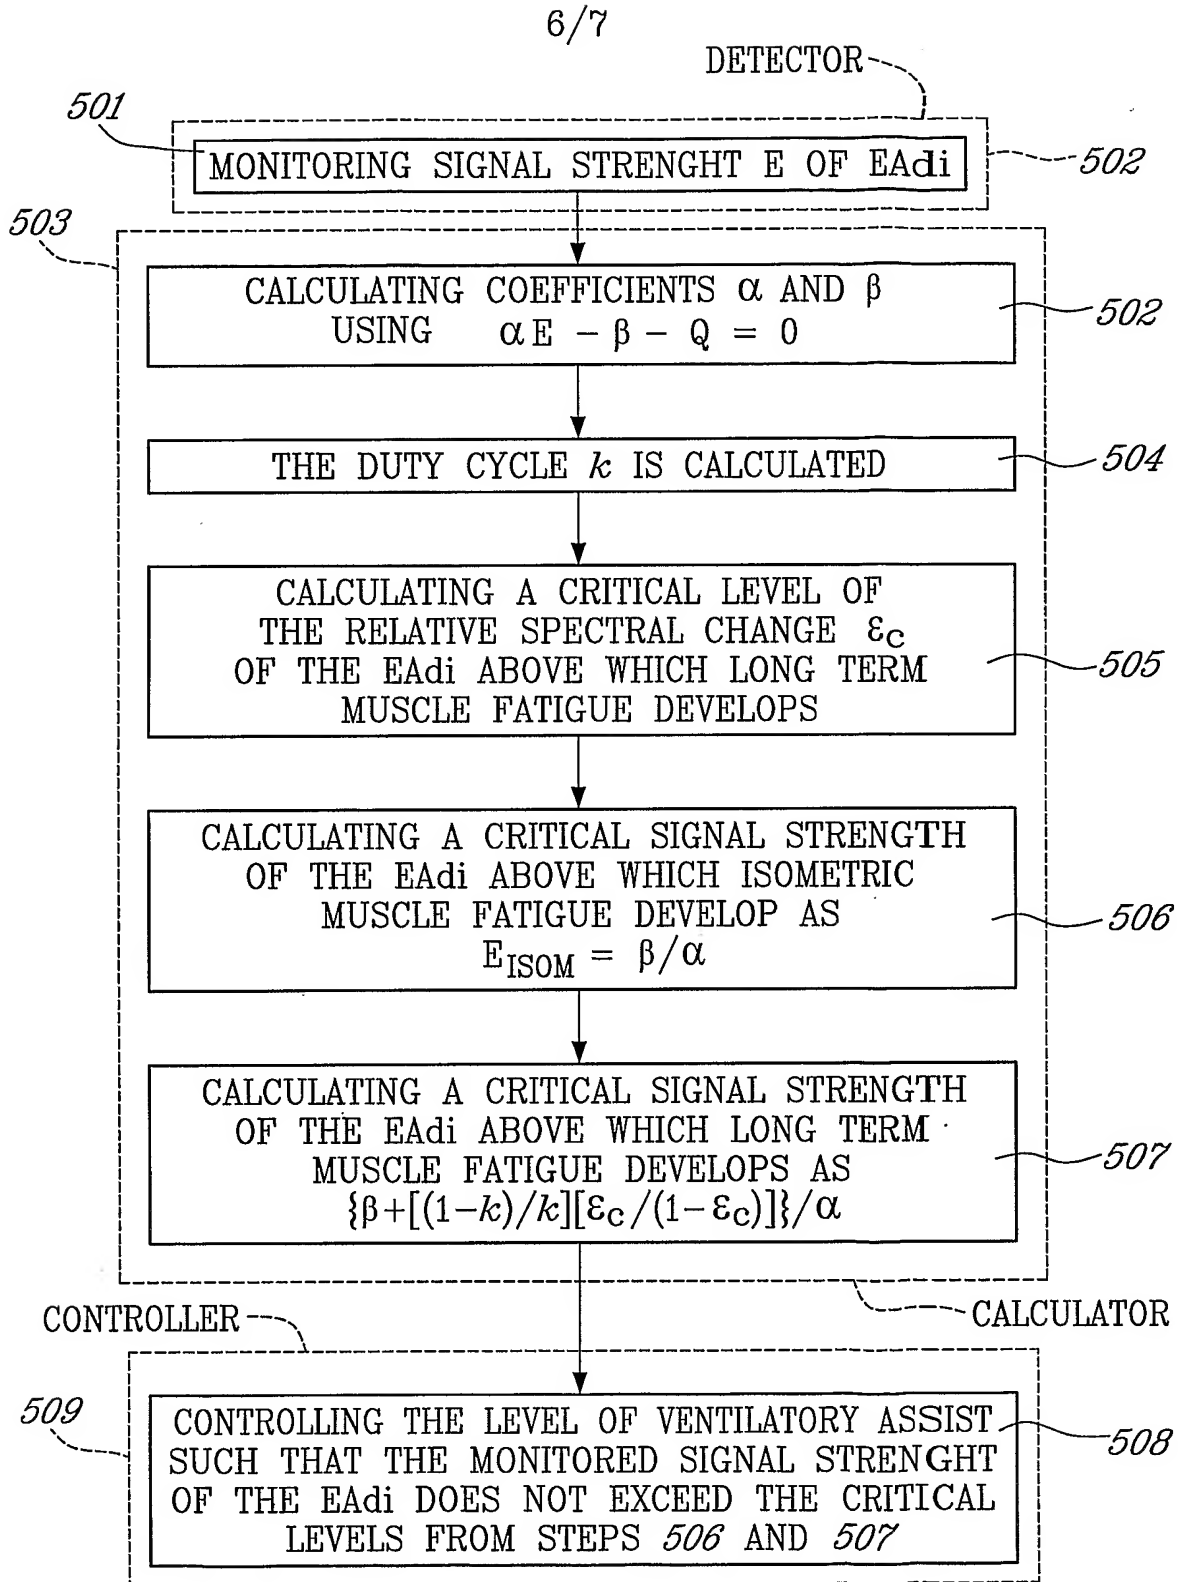 6/7
DETECTOR
501
MONITORING SIGNAL STRENGHT E OF EAdi
502
503
CALCULATING COEFFICIENTS α AND β
USING αE - β - Q = 0
502
THE DUTY CYCLE k IS CALCULATED
504
CALCULATING A CRITICAL LEVEL OF
THE RELATIVE SPECTRAL CHANGE εC
OF THE EAdi ABOVE WHICH LONG TERM
MUSCLE FATIGUE DEVELOPS
505
CALCULATING A CRITICAL SIGNAL STRENGTH
OF THE EAdi ABOVE WHICH ISOMETRIC
MUSCLE FATIGUE DEVELOP AS
EISOM = β/α
506
CALCULATING A CRITICAL SIGNAL STRENGTH
OF THE EAdi ABOVE WHICH LONG TERM
MUSCLE FATIGUE DEVELOPS AS
{β+[(1-k)/k][εC/(1-εC)]}/α
507
CONTROLLER
CALCULATOR
509
CONTROLLING THE LEVEL OF VENTILATORY ASSIST
SUCH THAT THE MONITORED SIGNAL STRENGHT
OF THE EAdi DOES NOT EXCEED THE CRITICAL
LEVELS FROM STEPS 506 AND 507
508